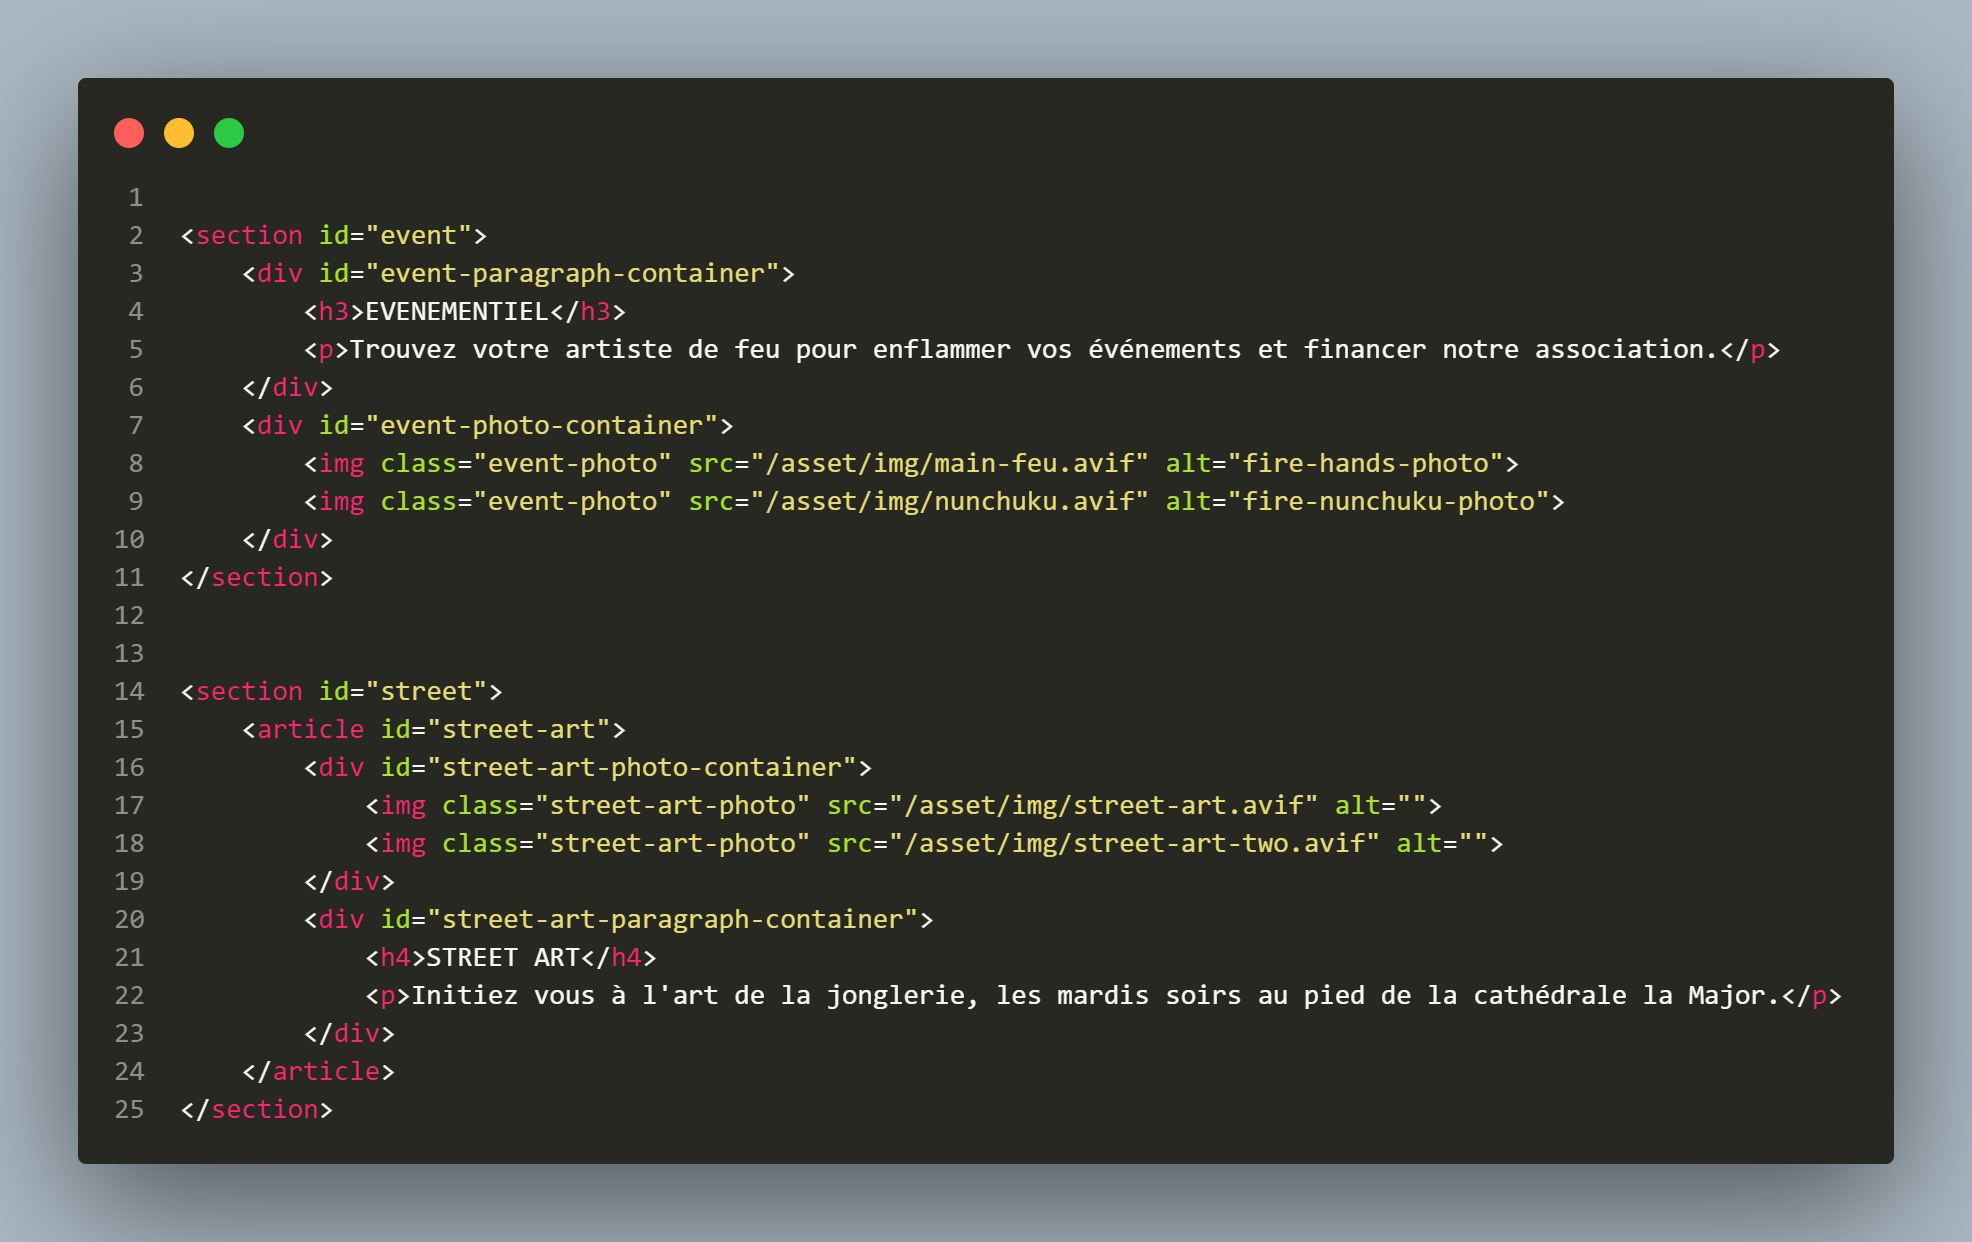 1
2 <section id="event">
3     <div id="event-paragraph-container">
4         <h3>EVENEMENTIEL</h3>
5         <p>Trouvez votre artiste de feu pour enflammer vos événements et financer notre association.</p>
6     </div>
7     <div id="event-photo-container">
8         <img class="event-photo" src="/asset/img/main-feu.avif" alt="fire-hands-photo">
9         <img class="event-photo" src="/asset/img/nunchuku.avif" alt="fire-nunchuku-photo">
10     </div>
11 </section>
12
13
14 <section id="street">
15     <article id="street-art">
16         <div id="street-art-photo-container">
17             <img class="street-art-photo" src="/asset/img/street-art.avif" alt="">
18             <img class="street-art-photo" src="/asset/img/street-art-two.avif" alt="">
19         </div>
20         <div id="street-art-paragraph-container">
21             <h4>STREET ART</h4>
22             <p>Initiez vous à l'art de la jonglerie, les mardis soirs au pied de la cathédrale la Major.</p>
23         </div>
24     </article>
25 </section>